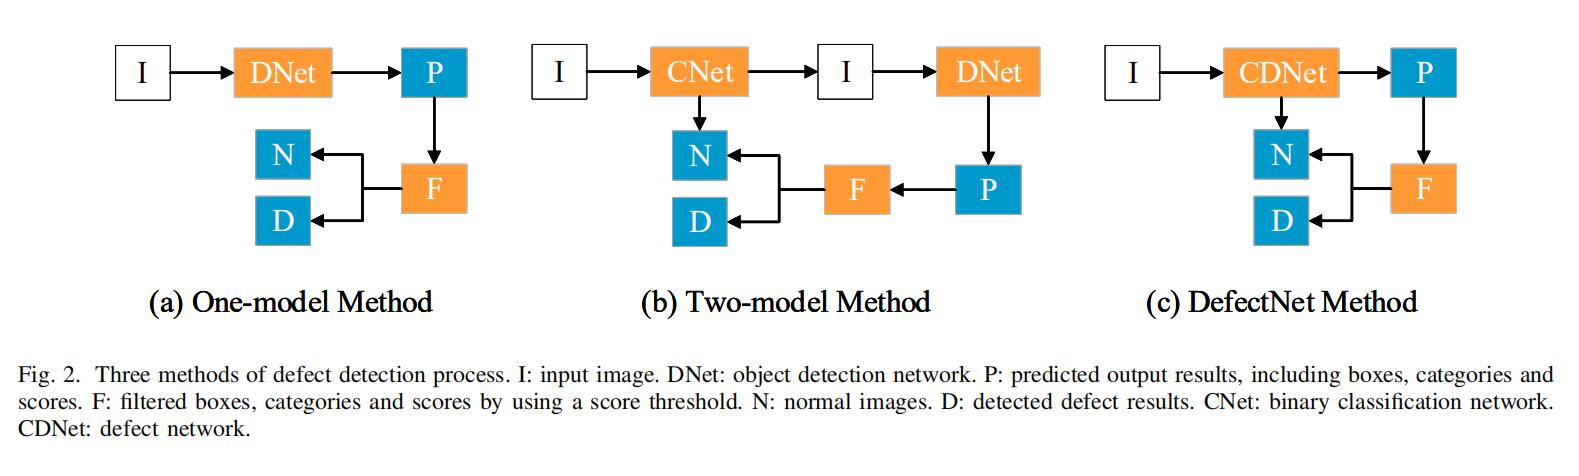 I
DNet
P
N
D
F
(a) One-model Method
I
CNet
I
DNet
N
D
F
P
(b) Two-model Method
I
CDNet
P
N
D
F
(c) DefectNet Method
Fig. 2. Three methods of defect detection process. I: input image. DNet: object detection network. P: predicted output results, including boxes, categories and
scores. F: filtered boxes, categories and scores by using a score threshold. N: normal images. D: detected defect results. CNet: binary classification network.
CDNet: defect network.